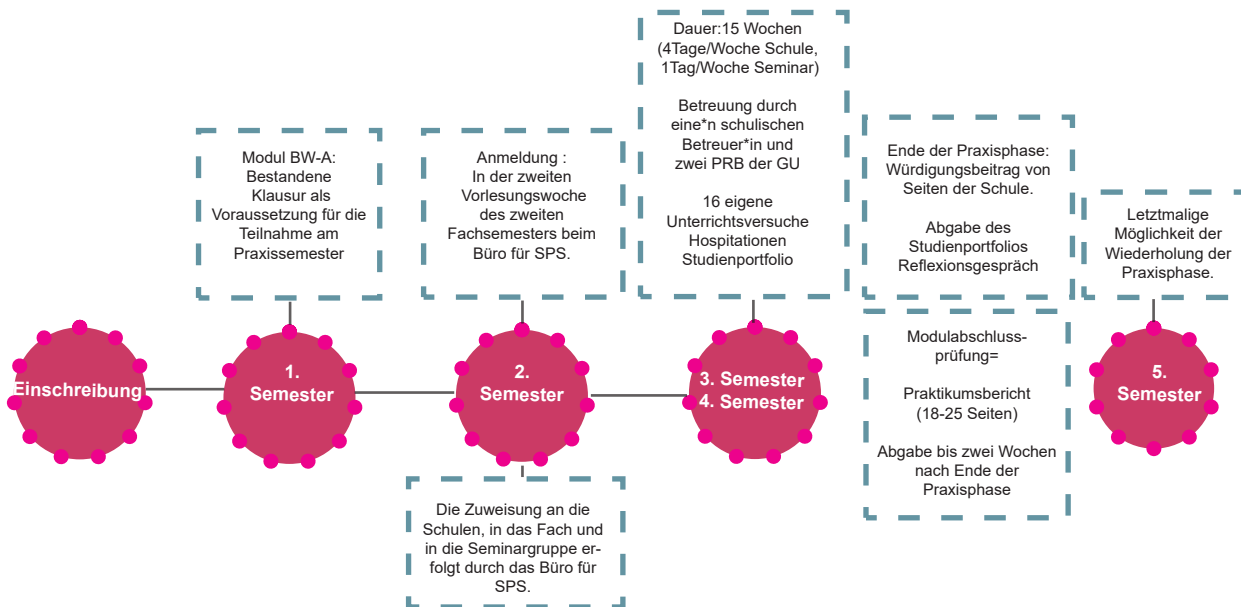 Einschreibung
Modul BW-A:
Bestandene
Klausur als
Voraussetzung für die
Teilnahme am
Praxissemester
1.
Semester
Anmeldung :
In der zweiten
Vorlesungswoche
des zweiten
Fachsemesters beim
Büro für SPS.
2.
Semester
Die Zuweisung an die
Schulen, in das Fach und
in die Seminargruppe er-
folgt durch das Büro für
SPS.
Dauer:15 Wochen
(4Tage/Woche Schule,
1Tag/Woche Seminar)
Betreuung durch
eine*n schulischen
Betreuer*in und
zwei PRB der GU
16 eigene
Unterrichtsversuche
Hospitationen
Studienportfolio
3. Semester
4. Semester
Ende der Praxisphase:
Würdigungsbeitrag von
Seiten der Schule.
Abgabe des
Studienportfolios
Reflexionsgespräch
Modulabschluss-
prüfung=
Praktikumsbericht
(18-25 Seiten)
Abgabe bis zwei Wochen
nach Ende der
Praxisphase
Letztmalige
Möglichkeit der
Wiederholung der
Praxisphase.
5.
Semester